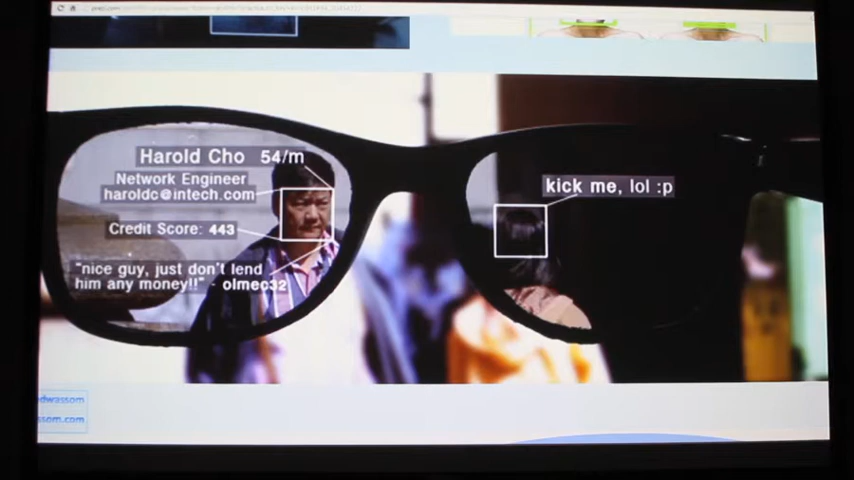 Harold Cho 54/m
Network Engineer
haroldc@intech.com
Credit Score: 443
"nice guy, just don't lend
him any money!!" - olmec32
kick me, lol :p
edwassom
ssom.com